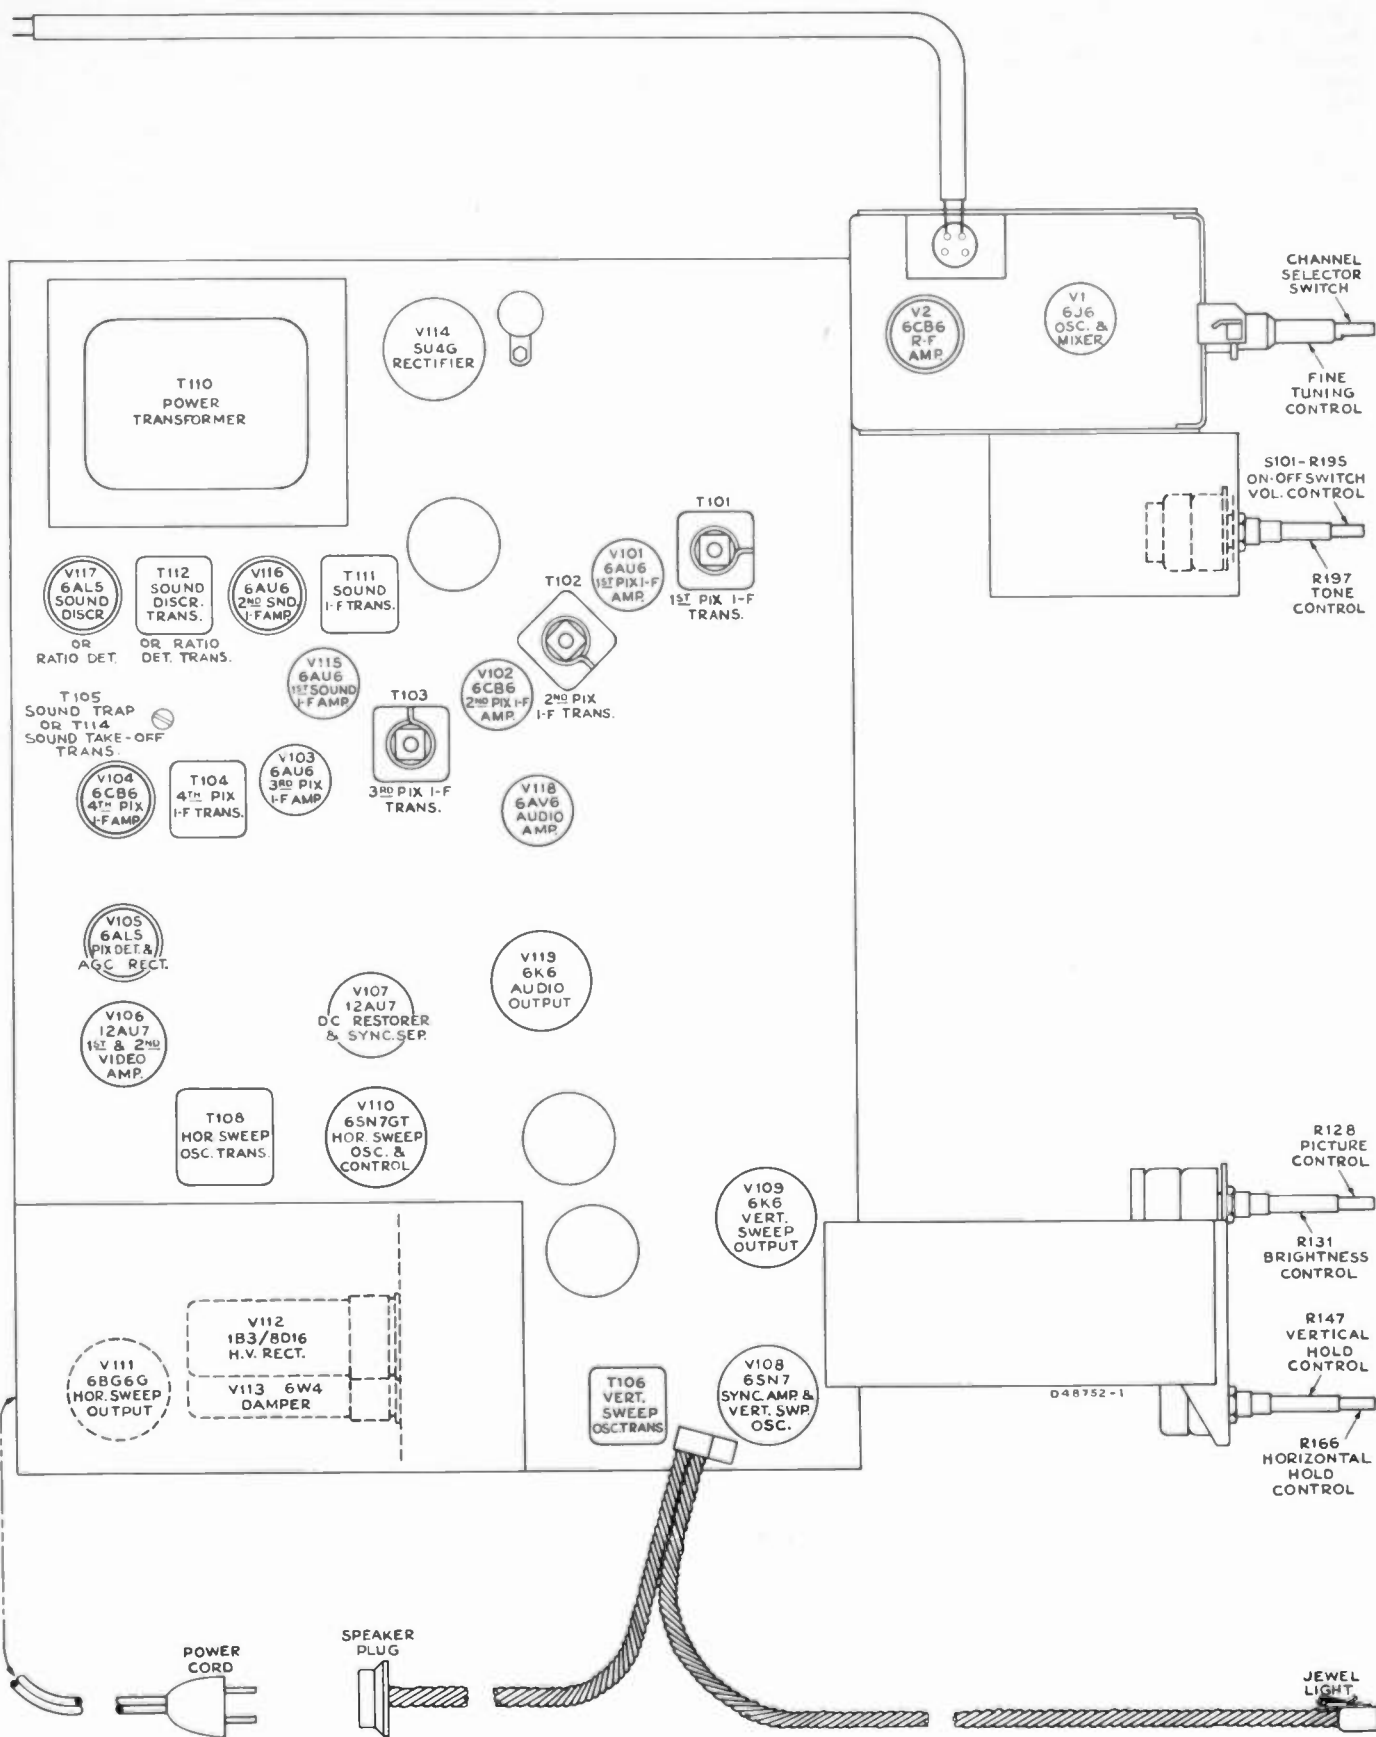 CHANNEL
SELECTOR
SWITCH
V2
6CB6
R-F
AMP.
V1
6J6
OSC. &
MIXER
FINE
TUNING
CONTROL
V114
5U4G
RECTIFIER
T110
POWER
TRANSFORMER
S101-R195
ON-OFF SWITCH
VOL. CONTROL
R197
TONE
CONTROL
T101
1ST PIX I-F
TRANS.
V101
6AU6
1ST PIX I-F
AMP.
T102
2ND PIX
I-F TRANS.
V117
6AL5
SOUND
DISCR.
OR
RATIO DET.
T112
SOUND
DISCR.
TRANS.
OR RATIO
DET. TRANS.
V116
6AU6
2ND SND.
I-F AMP.
T111
SOUND
I-F TRANS.
V115
6AU6
1ST SOUND
I-F AMP.
V102
6CB6
2ND PIX I-F
AMP.
T103
3RD PIX I-F
TRANS.
T105
SOUND TRAP
OR T114
SOUND TAKE-OFF
TRANS.
V104
6CB6
4TH PIX
I-F AMP.
T104
4TH PIX
I-F TRANS.
V103
6AU6
3RD PIX
I-F AMP.
V118
6AV6
AUDIO
AMP.
V105
6AL5
PIX DET. &
AGC RECT.
V119
6K6
AUDIO
OUTPUT
V107
12AU7
DC RESTORER
& SYNC. SEP.
V106
12AU7
1ST & 2ND
VIDEO
AMP.
T108
HOR. SWEEP
OSC. TRANS.
V110
6SN7GT
HOR. SWEEP
OSC. &
CONTROL
V109
6K6
VERT.
SWEEP
OUTPUT
R128
PICTURE
CONTROL
R131
BRIGHTNESS
CONTROL
V112
1B3/8016
H.V. RECT.
V111
6BG6G
HOR. SWEEP
OUTPUT
V113 6W4
DAMPER
T106
VERT.
SWEEP
OSC.TRANS
V108
6SN7
SYNC. AMP. &
VERT. SWP.
OSC.
D48752-1
R147
VERTICAL
HOLD
CONTROL
R166
HORIZONTAL
HOLD
CONTROL
POWER
CORD
SPEAKER
PLUG
JEWEL
LIGHT